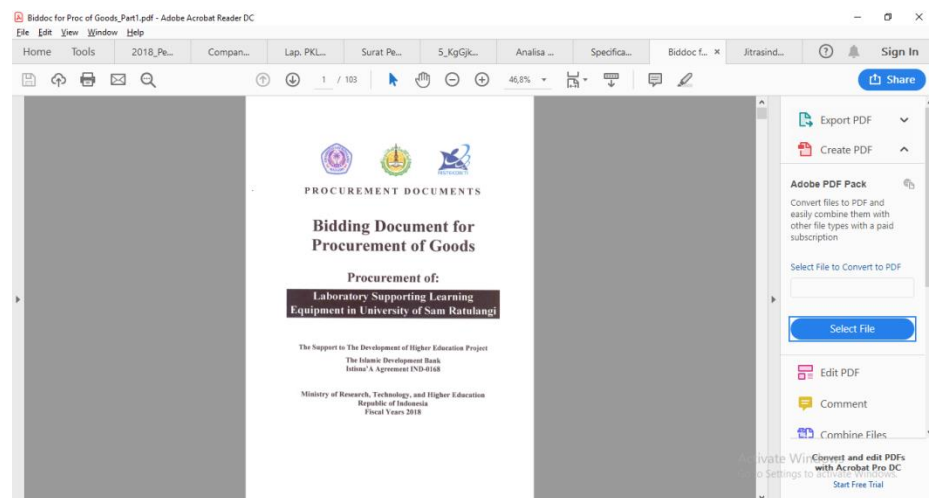 Biddoc for Proc of Goods_Part1.pdf - Adobe Acrobat Reader DC
File Edit View Window Help
Home Tools 2018_Pe... Compan... Lap. PKL... Surat Pe... 5_KgGjk... Analisa ... Specifica... Biddoc f... × Jitrasind... Sign In
1 / 103 46,8% Share
PROCUREMENT DOCUMENTS
Bidding Document for
Procurement of Goods
Procurement of:
Laboratory Supporting Learning
Equipment in University of Sam Ratulangi
The Support to The Development of Higher Education Project
The Islamic Development Bank
Istisna'A Agreement IND-0168
Ministry of Research, Technology, and Higher Education
Republic of Indonesia
Fiscal Years 2018
Export PDF
Create PDF
Adobe PDF Pack
Convert files to PDF and
easily combine them with
other file types with a paid
subscription
Select File to Convert to PDF
Select File
Edit PDF
Comment
Combine Files
Activate Windows
Go to Settings to activate Windows.
Convert and edit PDFs
with Acrobat Pro DC
Start Free Trial